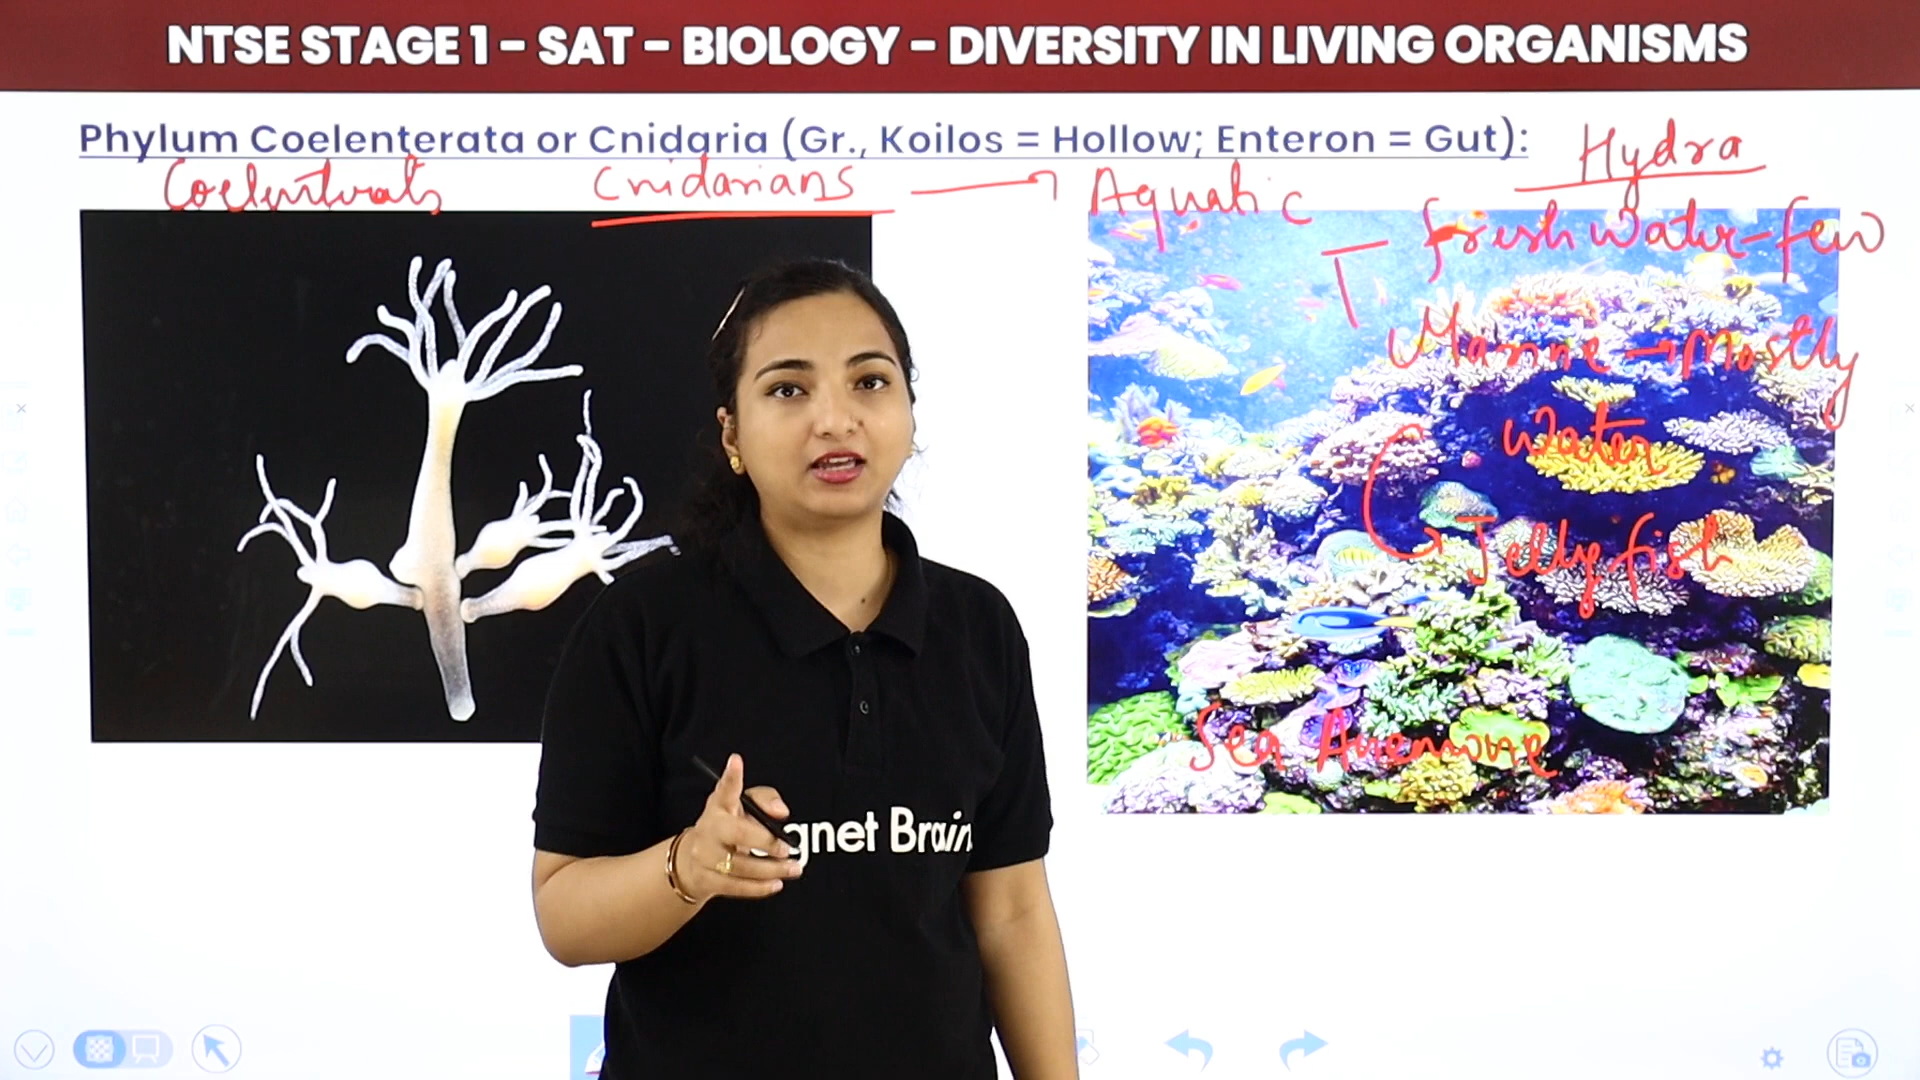 NTSE STAGE 1 - SAT - BIOLOGY - DIVERSITY IN LIVING ORGANISMS
Phylum Coelenterata or Cnidaria (Gr., Koilos = Hollow; Enteron = Gut):
Hydra
Coelenterats Cnidarians → Aquatic
fresh water-few
Marine → Mostly
water
Jelly fish
Sea Anemone
gnet Brain